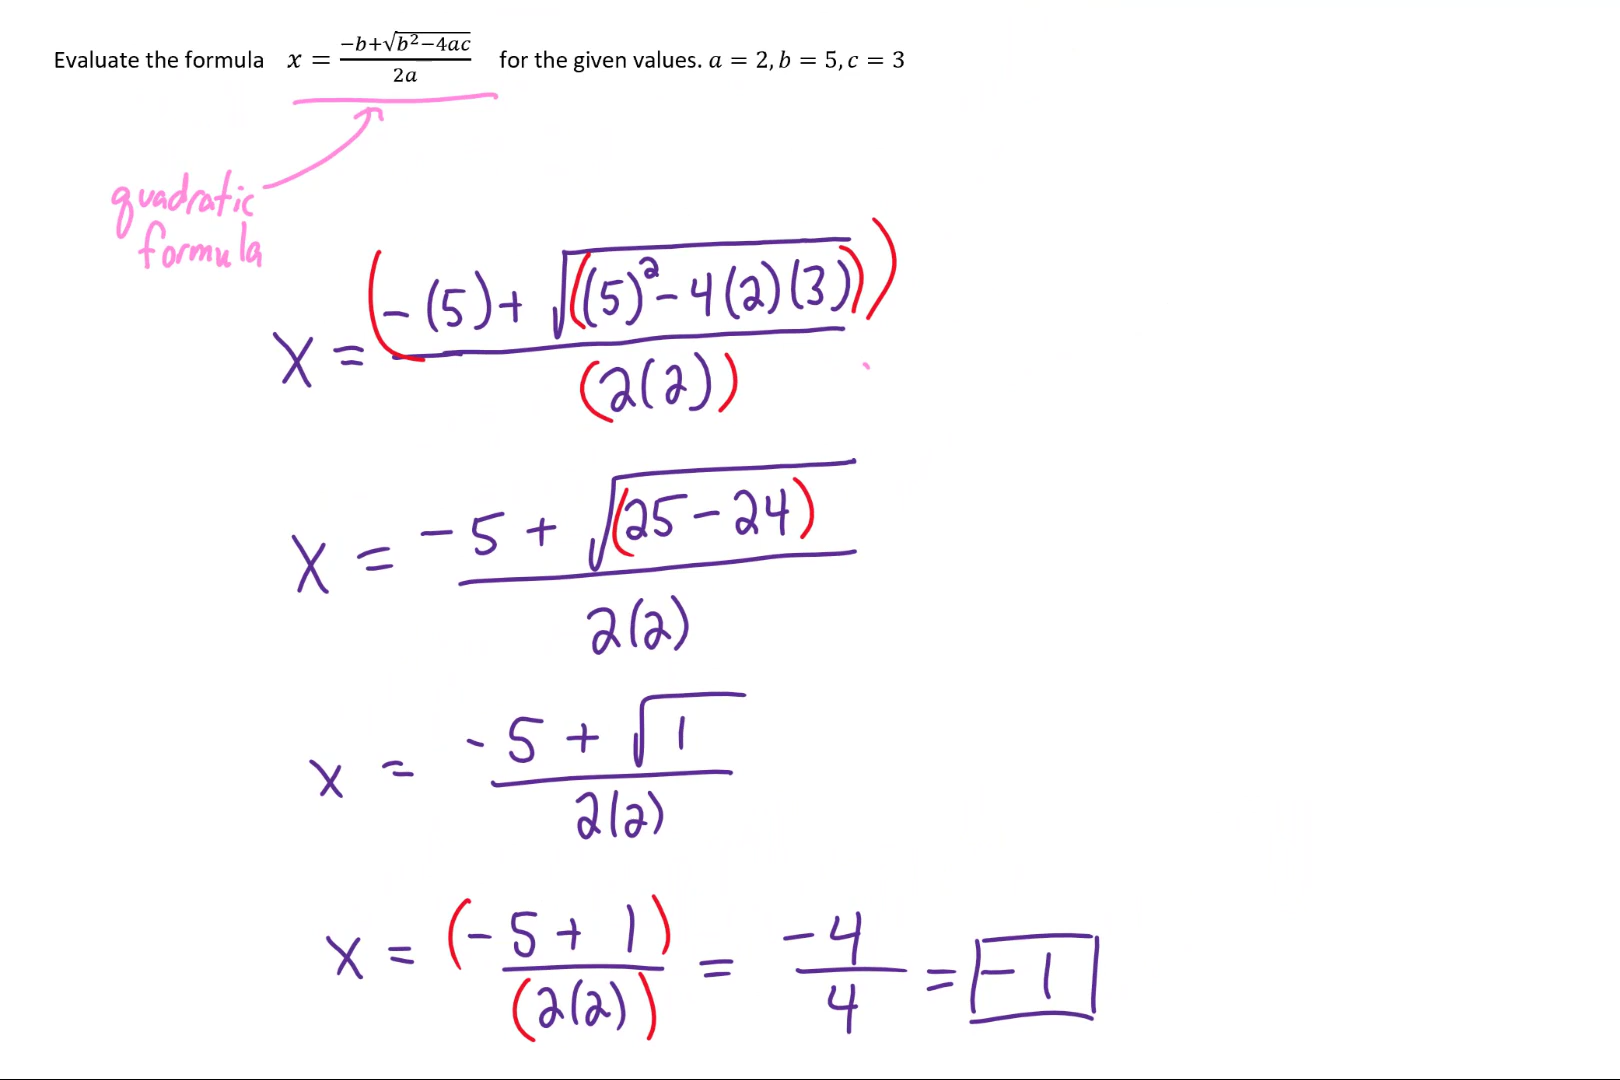 Evaluate the formula x = (-b+√(b²-4ac))/(2a) for the given values. a = 2, b = 5, c = 3
quadratic
formula
x = (-(5)+√((5)²-4(2)(3)))/(2(2))
x = (-5+√(25-24))/(2(2))
x = (-5+√1)/(2(2))
x = (-5+1)/(2(2)) = -4/4 = -1